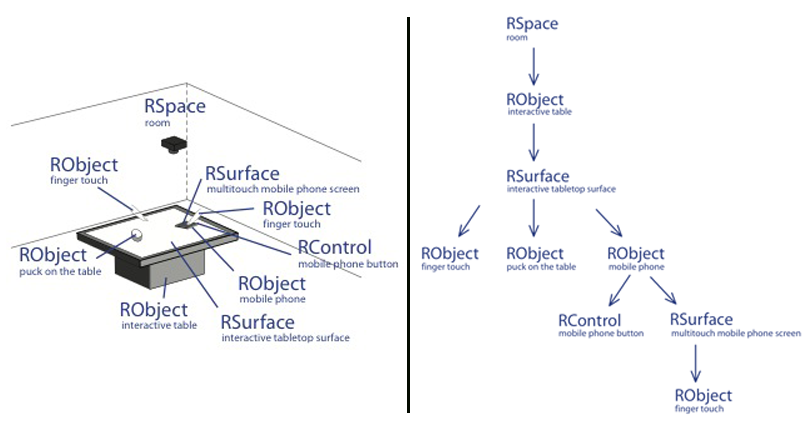 RSpace
room
RObject
finger touch
RSurface
multitouch mobile phone screen
RObject
finger touch
RControl
mobile phone button
RObject
puck on the table
RObject
mobile phone
RObject
interactive table
RSurface
interactive tabletop surface
RSpace
room
RObject
interactive table
RSurface
interactive tabletop surface
RObject
finger touch
RObject
puck on the table
RObject
mobile phone
RControl
mobile phone button
RSurface
multitouch mobile phone screen
RObject
finger touch